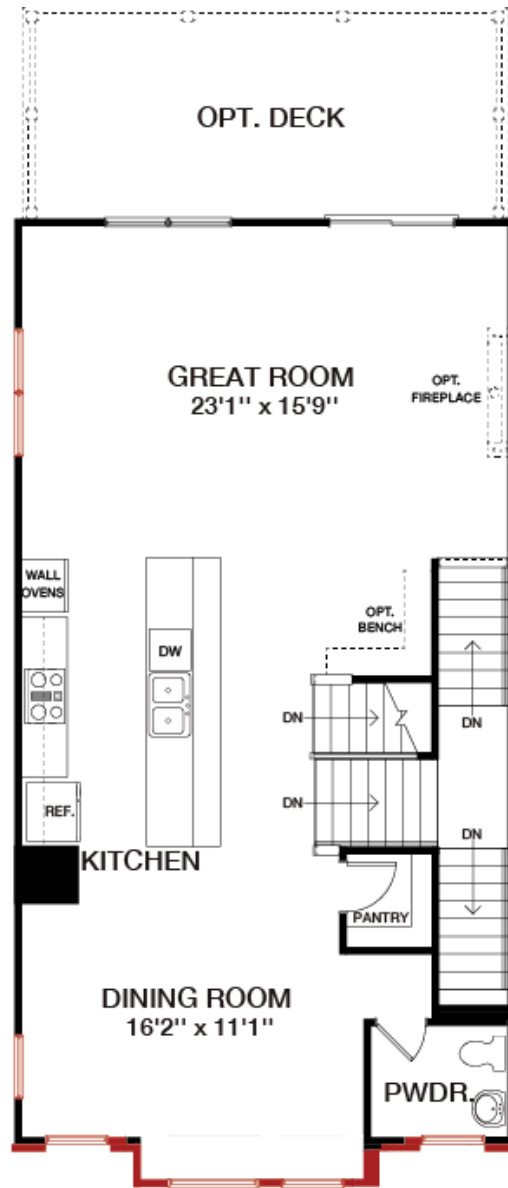 OPT. DECK
GREAT ROOM
23'1'' x 15'9''
OPT.
FIREPLACE
WALL
OVENS
OPT.
BENCH
DW
DN
DN
DN
DN
REF.
KITCHEN
PANTRY
DINING ROOM
16'2'' x 11'1''
PWDR.